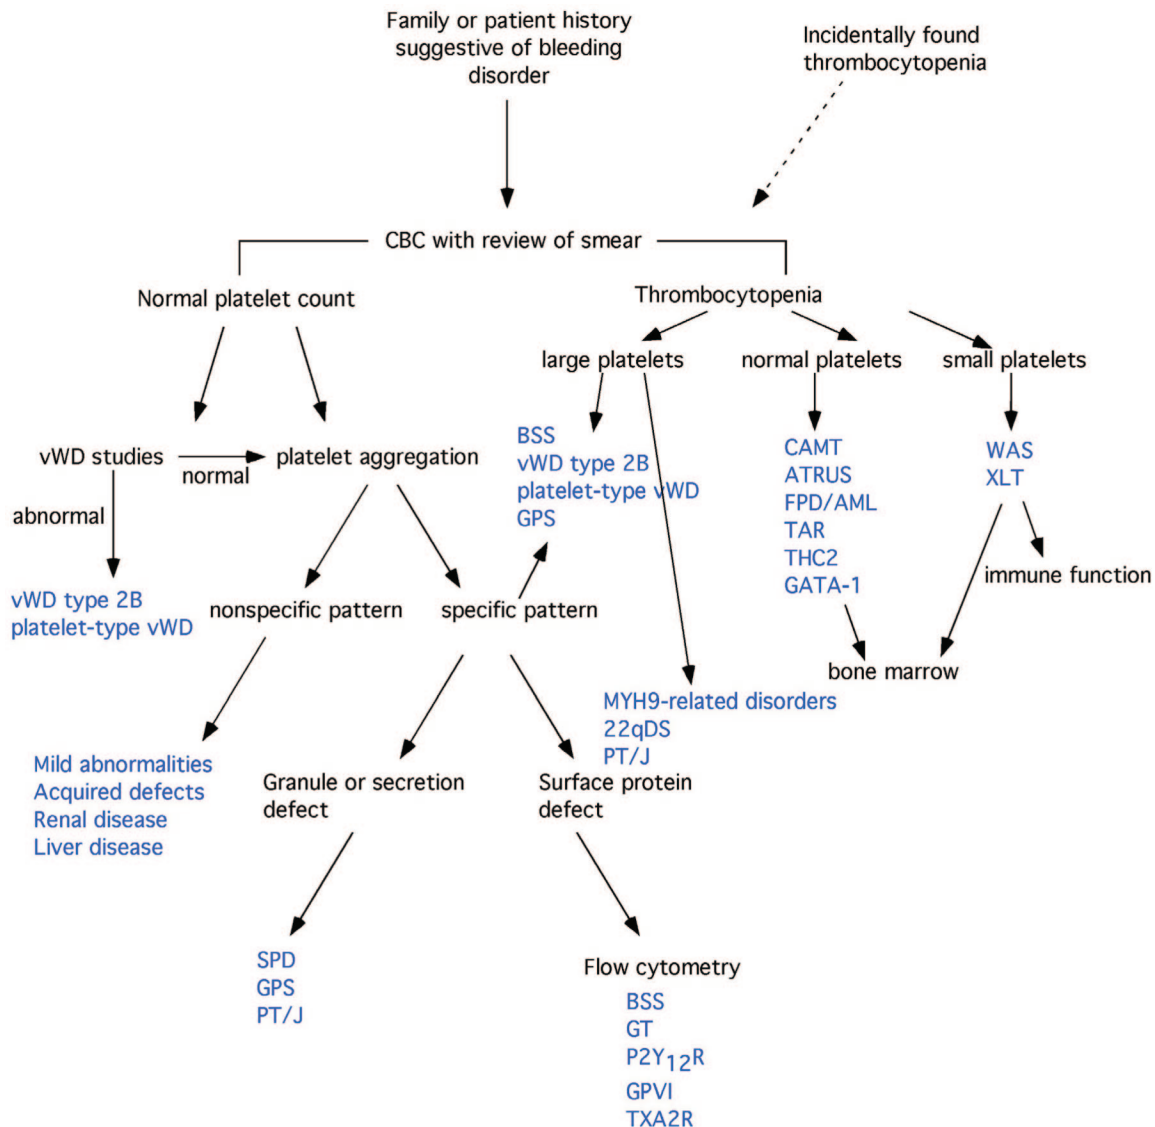 Family or patient history
suggestive of bleeding
disorder
Incidentally found
thrombocytopenia
CBC with review of smear
Normal platelet count
Thrombocytopenia
large platelets
normal platelets
small platelets
vWD studies
normal
platelet aggregation
abnormal
BSS
vWD type 2B
platelet-type vWD
GPS
CAMT
ATRUS
FPD/AML
TAR
THC2
GATA-1
WAS
XLT
immune function
vWD type 2B
platelet-type vWD
nonspecific pattern
specific pattern
bone marrow
MYH9-related disorders
22qDS
PT/J
Mild abnormalities
Acquired defects
Renal disease
Liver disease
Granule or secretion
defect
Surface protein
defect
SPD
GPS
PT/J
Flow cytometry
BSS
GT
P2Y12R
GPVI
TXA2R